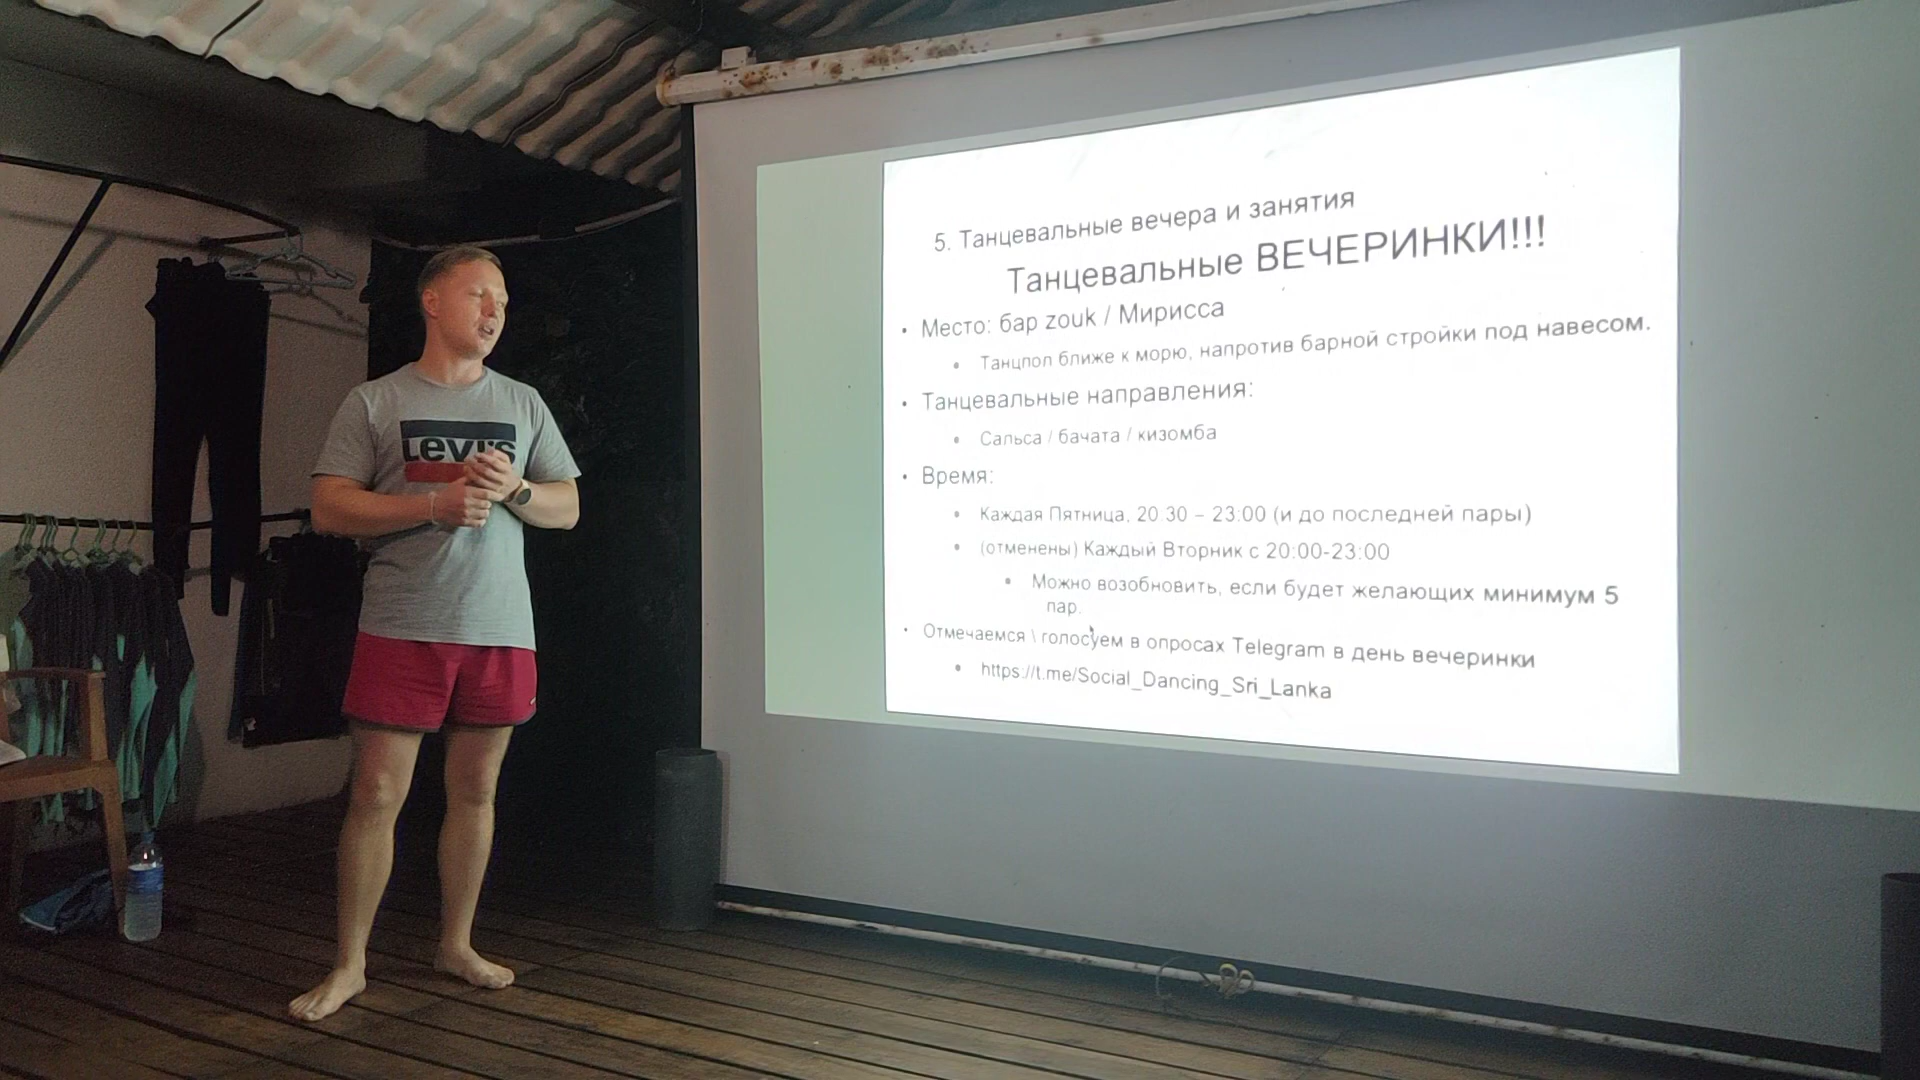 LEVI'S
5. Танцевальные вечера и занятия
Танцевальные ВЕЧЕРИНКИ!!!
• Место: бар zouk / Мирисса
• Танцпол ближе к морю, напротив барной стройки под навесом.
• Танцевальные направления:
• Сальса / бачата / кизомба
• Время:
• Каждая Пятница, 20 30 – 23:00 (и до последней пары)
• (отменены) Каждый Вторник с 20:00-23:00
• Можно возобновить, если будет желающих минимум 5
пар.
• Отмечаемся \ голосуем в опросах Telegram в день вечеринки
• https://t.me/Social_Dancing_Sri_Lanka